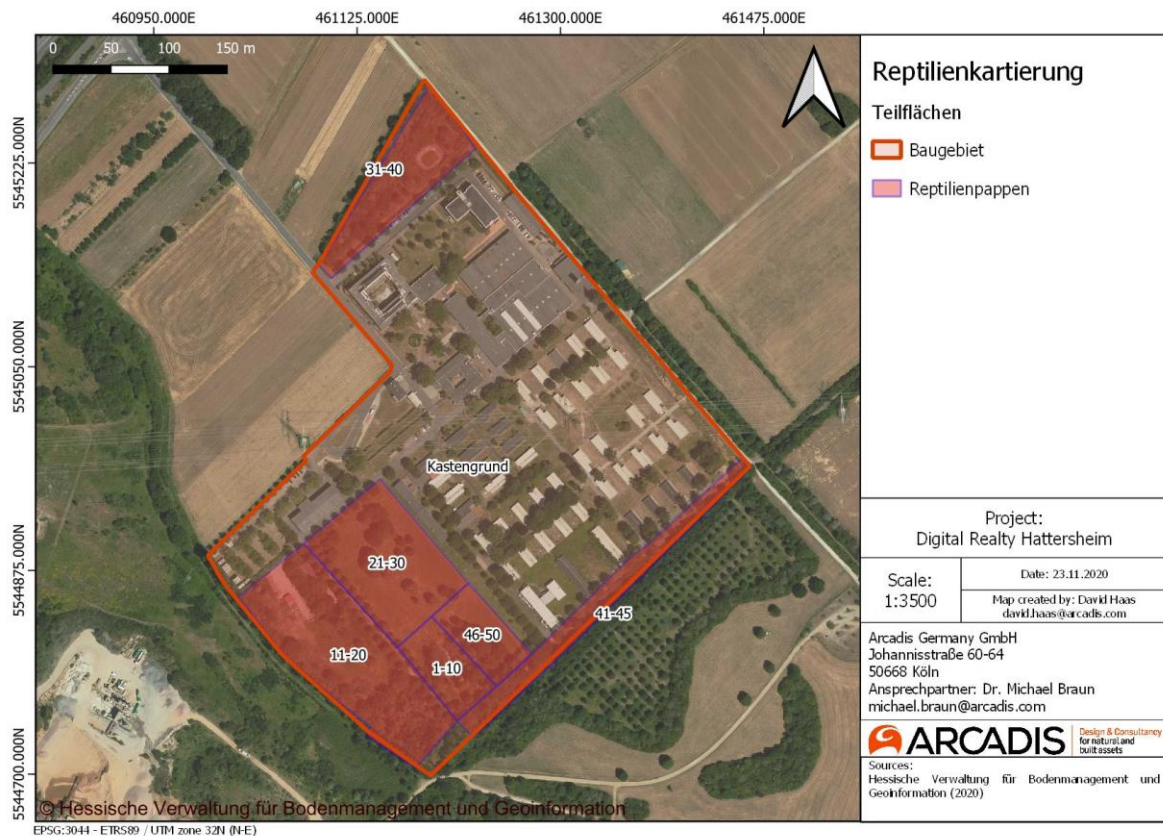 460950.000E 461125.000E 461300.000E 461475.000E
0 50 100 150 m
5545225.000N
5545050.000N
5544875.000N
5544700.000N
31-40
Kastengrund
21-30
41-45
46-50
11-20
1-10
© Hessische Verwaltung für Bodenmanagement und Geoinformation
EPSG:3044 - ETRS89 / UTM zone 32N (N-E)
Reptilienkartierung
Teilflächen
Baugebiet
Reptilienpappen
Project:
Digital Realty Hattersheim
Scale:
1:3500
Date: 23.11.2020
Map created by: David Haas
david.haas@arcadis.com
Arcadis Germany GmbH
Johannisstraße 60-64
50668 Köln
Ansprechpartner: Dr. Michael Braun
michael.braun@arcadis.com
ARCADIS
Design & Consultancy
for natural and
built assets
Sources:
Hessische Verwaltung für Bodenmanagement und
Geoinformation (2020)